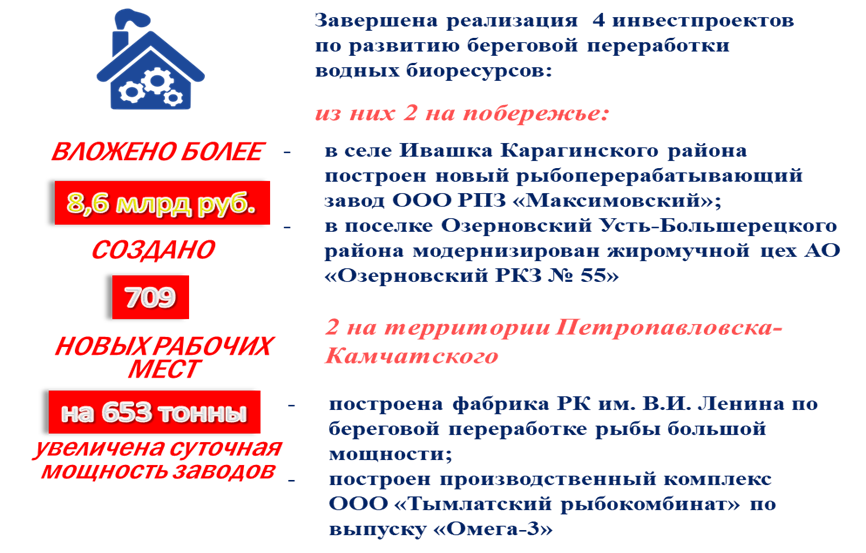 Завершена реализация 4 инвестпроектов
по развитию береговой переработки
водных биоресурсов:
из них 2 на побережье:
- в селе Ивашка Карагинского района
построен новый рыбоперерабатывающий
завод ООО РПЗ «Максимовский»;
- в поселке Озерновский Усть-Большерецкого
района модернизирован жиромучной цех АО
«Озерновский РКЗ № 55»
2 на территории Петропавловска-
Камчатского
- построена фабрика РК им. В.И. Ленина по
береговой переработке рыбы большой
мощности;
- построен производственный комплекс
ООО «Тымлатский рыбокомбинат» по
выпуску «Омега-3»
ВЛОЖЕНО БОЛЕЕ
8,6 млрд руб.
СОЗДАНО
709
НОВЫХ РАБОЧИХ
МЕСТ
на 653 тонны
увеличена суточная
мощность заводов